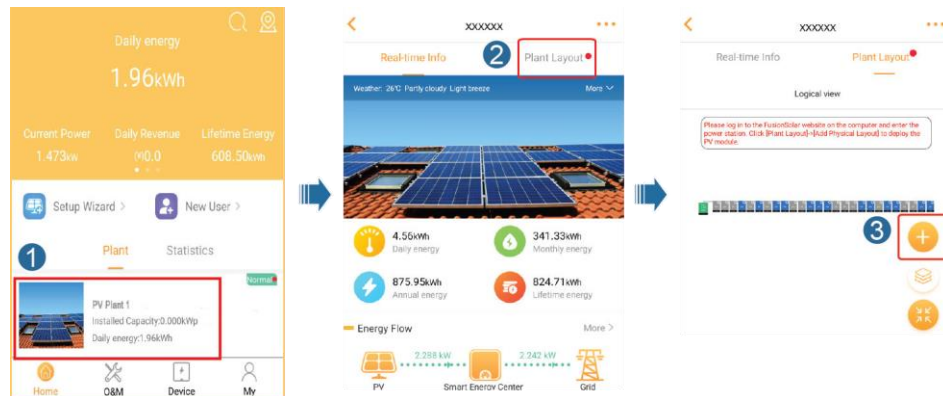 Daily energy
1.96kWh
Current Power Daily Revenue Lifetime Energy
1.473kw (¥)0.0 608.50kwh
Setup Wizard > New User >
1
Plant Statistics
Normal
PV Plant 1
Installed Capacity:0.000kWp
Daily energy:1.96kWh
Home O&M Device My
xxxxxx
Real-time Info 2 Plant Layout
Weather: 26℃ Partly cloudy Light breeze More
4.56kWh
Daily energy
341.33kWh
Monthly energy
875.95kWh
Annual energy
824.71kWh
Lifetime energy
Energy Flow More >
2.288 kW 2.242 kW
PV Smart Energy Center Grid
xxxxxx
Real-time Info Plant Layout
Logical view
Please log in to the FusionSolar website on the computer and enter the
power station. Click [Plant Layout]>[Add Physical Layout] to deploy the
PV module.
3